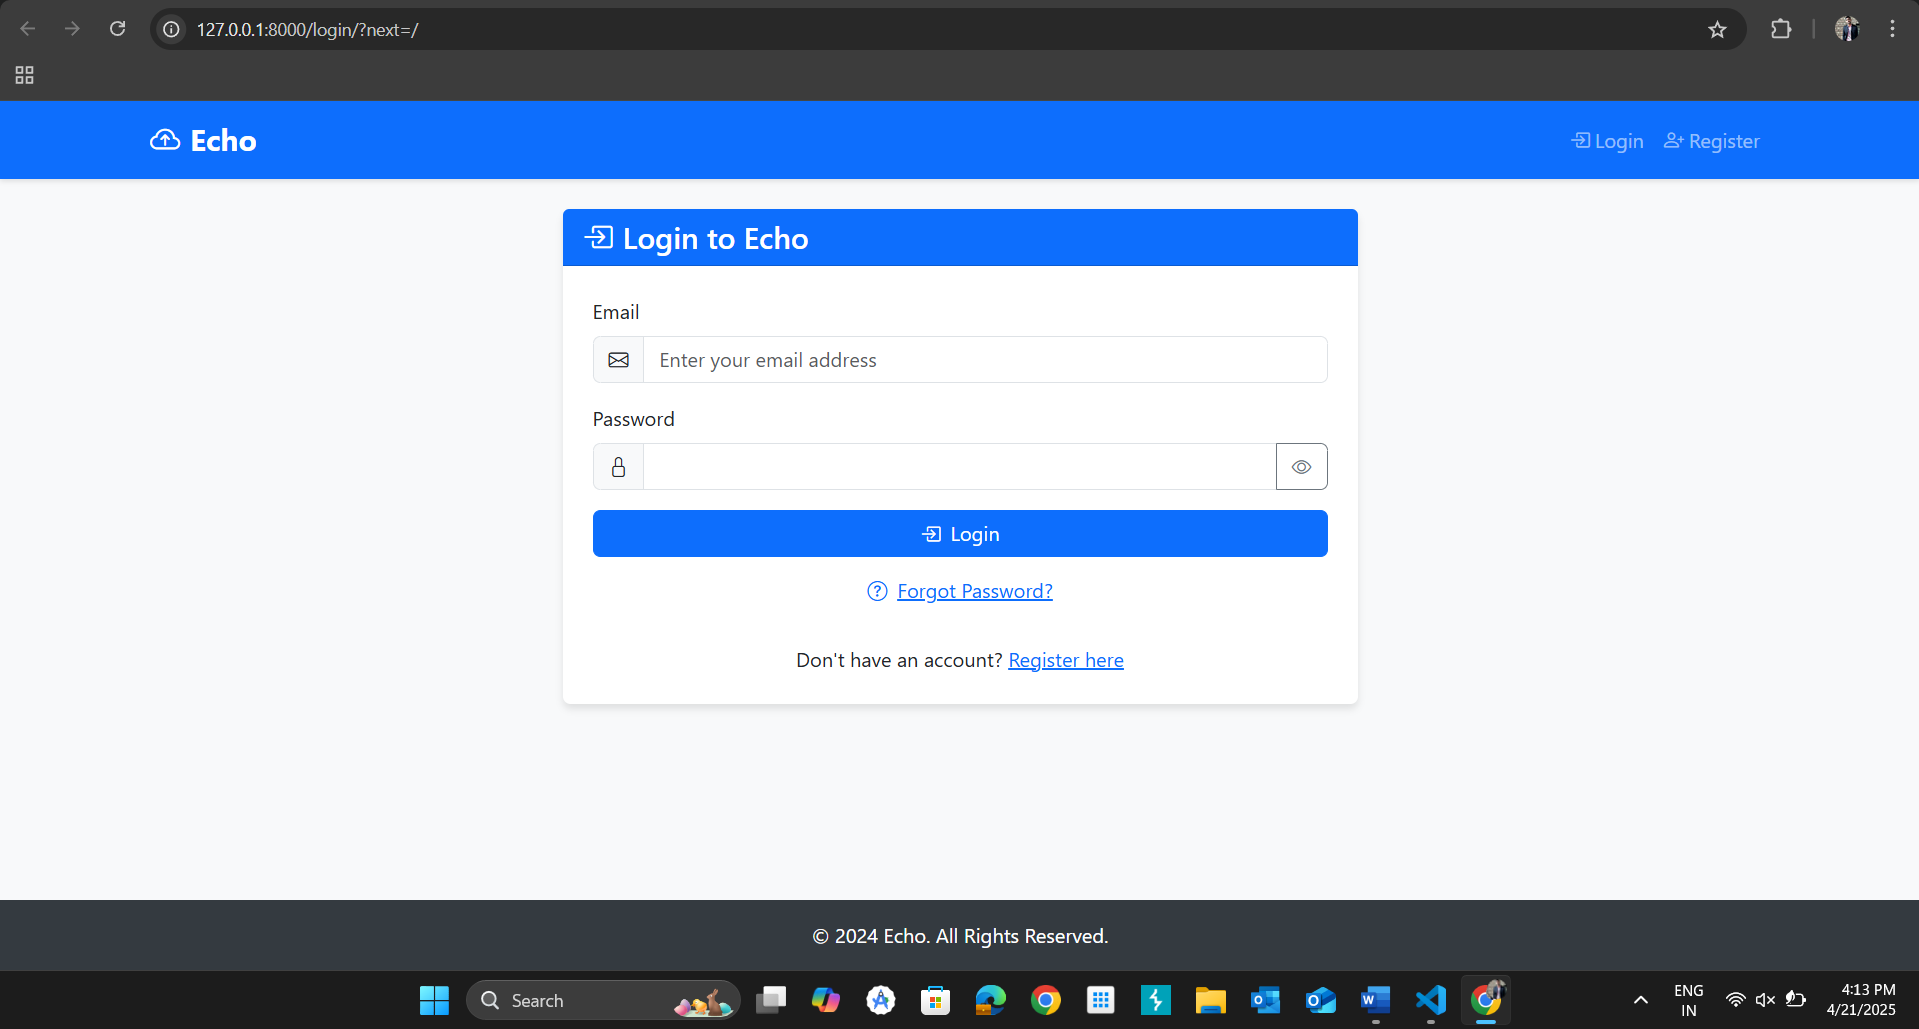 127.0.0.1:8000/login/?next=/
Echo
Login Register
Login to Echo
Email
Enter your email address
Password
Login
Forgot Password?
Don't have an account? Register here
© 2024 Echo. All Rights Reserved.
Search
ENG
IN
4:13 PM
4/21/2025